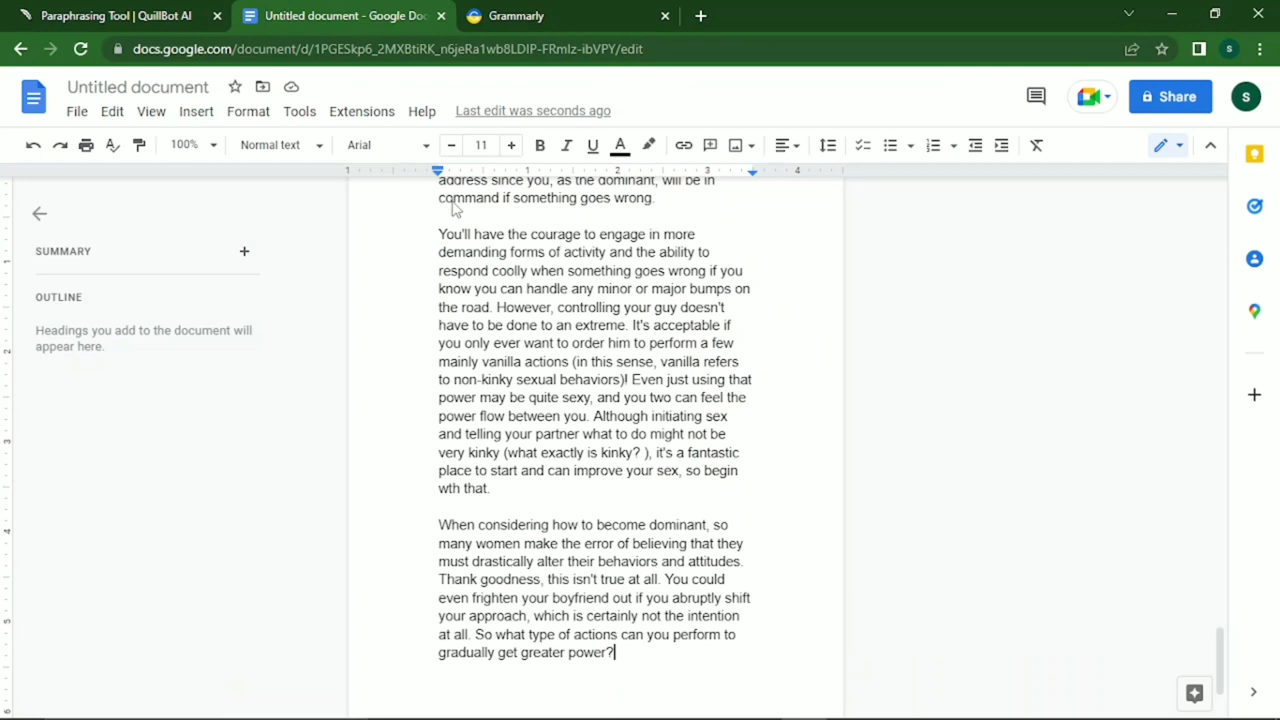 Paraphrasing Tool | QuillBot AI
Untitled document - Google Doc
Grammarly
docs.google.com/document/d/1PGESkp6_2MXBtiRK_n6jeRa1wb8LDIP-FRmIz-ibVPY/edit
S
Untitled document
File Edit View Insert Format Tools Extensions Help Last edit was seconds ago
Share
S
100% Normal text Arial 11 B I U A
1 1 2 3 4
address since you, as the dominant, will be in
command if something goes wrong.
SUMMARY
OUTLINE
Headings you add to the document will
appear here.
You'll have the courage to engage in more
demanding forms of activity and the ability to
respond coolly when something goes wrong if you
know you can handle any minor or major bumps on
the road. However, controlling your guy doesn't
have to be done to an extreme. It's acceptable if
you only ever want to order him to perform a few
mainly vanilla actions (in this sense, vanilla refers
to non-kinky sexual behaviors)! Even just using that
power may be quite sexy, and you two can feel the
power flow between you. Although initiating sex
and telling your partner what to do might not be
very kinky (what exactly is kinky? ), it's a fantastic
place to start and can improve your sex, so begin
wth that.
When considering how to become dominant, so
many women make the error of believing that they
must drastically alter their behaviors and attitudes.
Thank goodness, this isn't true at all. You could
even frighten your boyfriend out if you abruptly shift
your approach, which is certainly not the intention
at all. So what type of actions can you perform to
gradually get greater power?
1
2
3
4
5
6